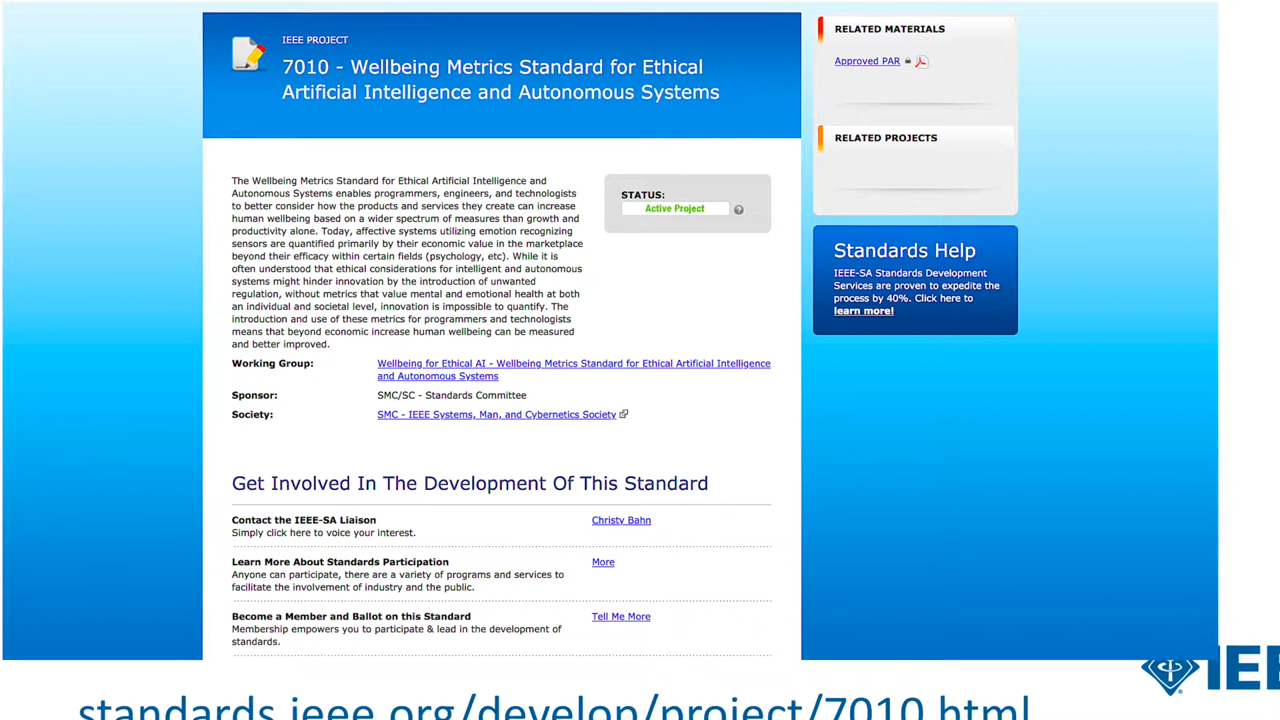 IEEE PROJECT
7010 - Wellbeing Metrics Standard for Ethical
Artificial Intelligence and Autonomous Systems
The Wellbeing Metrics Standard for Ethical Artificial Intelligence and
Autonomous Systems enables programmers, engineers, and technologists
to better consider how the products and services they create can increase
human wellbeing based on a wider spectrum of measures than growth and
productivity alone. Today, affective systems utilizing emotion recognizing
sensors are quantified primarily by their economic value in the marketplace
beyond their efficacy within certain fields (psychology, etc). While it is
often understood that ethical considerations for intelligent and autonomous
systems might hinder innovation by the introduction of unwanted
regulation, without metrics that value mental and emotional health at both
an individual and societal level, innovation is impossible to quantify. The
introduction and use of these metrics for programmers and technologists
means that beyond economic increase human wellbeing can be measured
and better improved.
STATUS:
Active Project
Working Group: Wellbeing for Ethical AI - Wellbeing Metrics Standard for Ethical Artificial Intelligence
and Autonomous Systems
Sponsor: SMC/SC - Standards Committee
Society: SMC - IEEE Systems, Man, and Cybernetics Society
Get Involved In The Development Of This Standard
Contact the IEEE-SA Liaison Christy Bahn
Simply click here to voice your interest.
Learn More About Standards Participation More
Anyone can participate, there are a variety of programs and services to
facilitate the involvement of industry and the public.
Become a Member and Ballot on this Standard Tell Me More
Membership empowers you to participate & lead in the development of
standards.
RELATED MATERIALS
Approved PAR
RELATED PROJECTS
Standards Help
IEEE-SA Standards Development
Services are proven to expedite the
process by 40%. Click here to
learn more!
IEE
standards.ieee.org/develop/project/7010.html